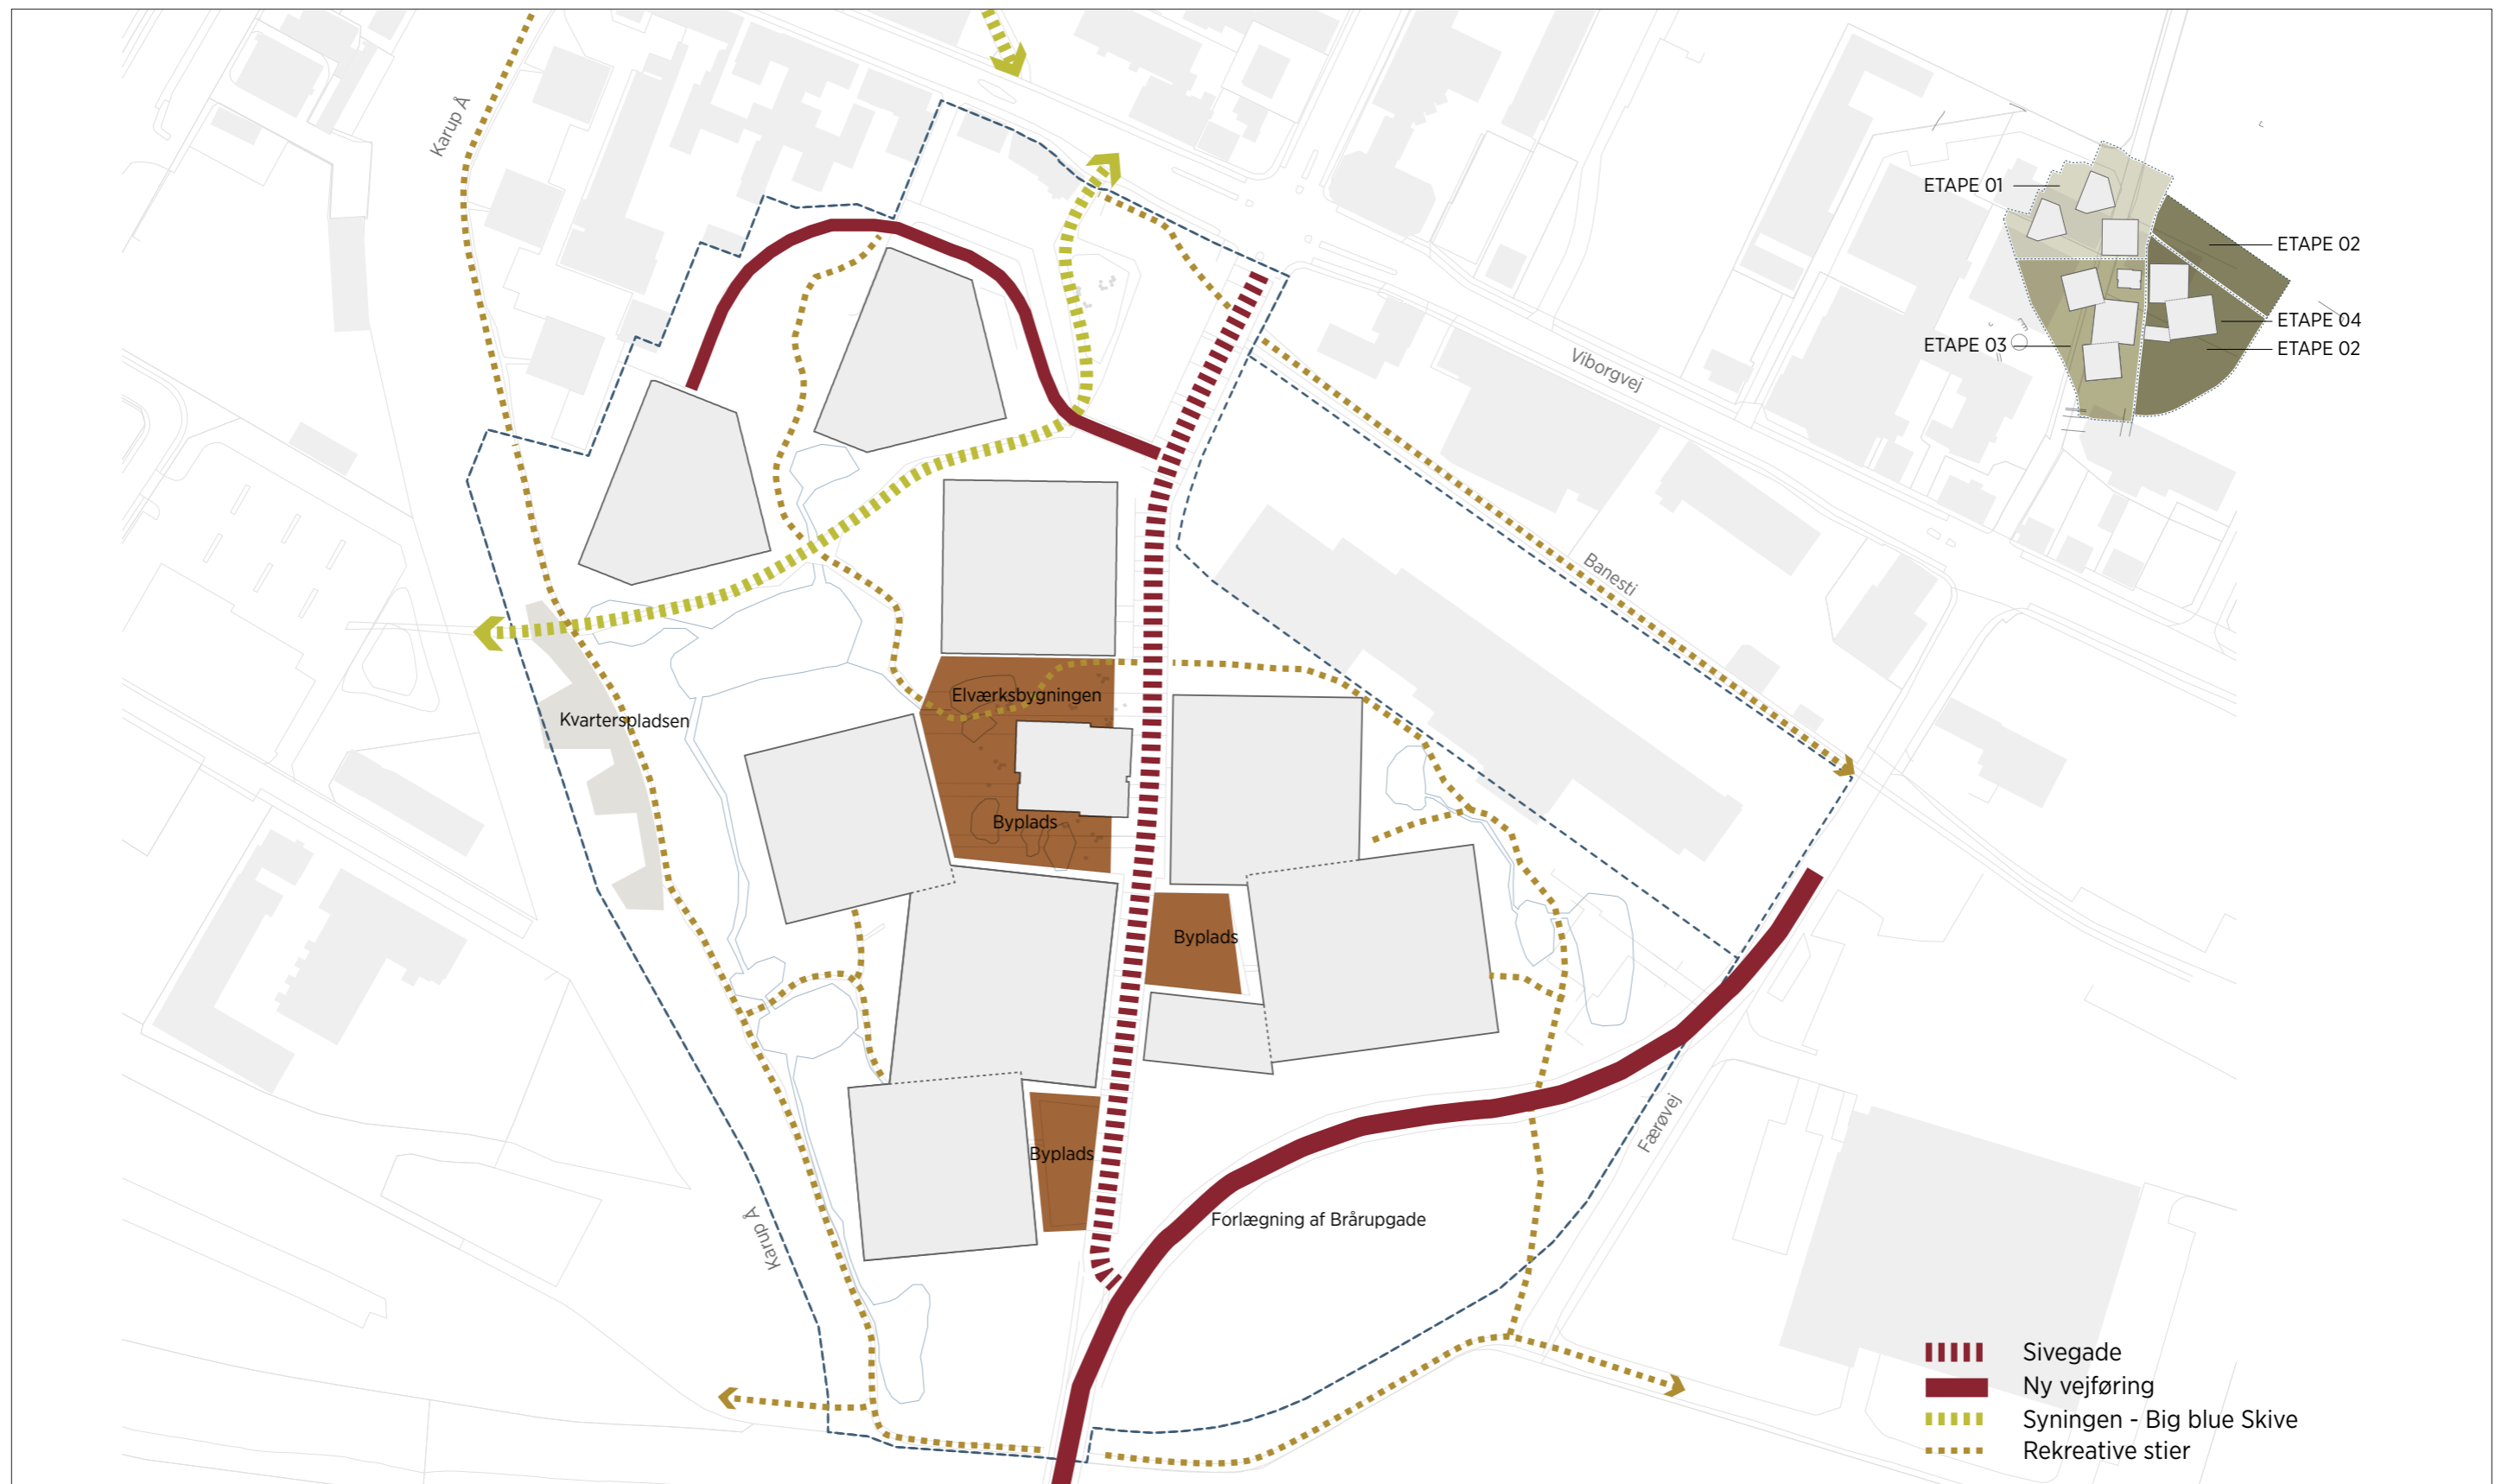 Karup Å
ETAPE 01
ETAPE 02
ETAPE 04
ETAPE 03
ETAPE 02
Viborgvej
Banesti
Elværksbygningen
Kvarterspladsen
Byplads
Byplads
Færøvej
Byplads
Forlægning af Brårupgade
Karup Å
Sivegade
Ny vejføring
Syningen - Big blue Skive
Rekreative stier